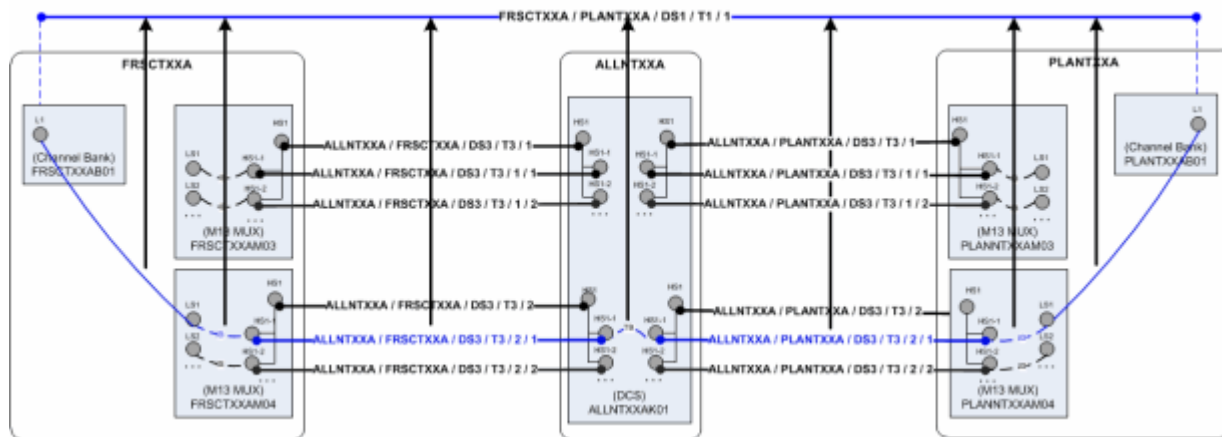 FRSCTXXA / PLANTXXA / DS1 / T1 / 1
FRSCTXXA
ALLNTXXA
PLANTXXA
L1
(Channel Bank)
FRSCTXXAB01
HS1
LS1
HS1-1
LS2
HS1-2
...
(M13 MUX)
FRSCTXXAM03
ALLNTXXA / FRSCTXXA / DS3 / T3 / 1
ALLNTXXA / FRSCTXXA / DS3 / T3 / 1 / 1
ALLNTXXA / FRSCTXXA / DS3 / T3 / 1 / 2
HS1
HS1
HS1-1
HS1-1
HS1-2
HS1-2
...
...
ALLNTXXA / PLANTXXA / DS3 / T3 / 1
ALLNTXXA / PLANTXXA / DS3 / T3 / 1 / 1
ALLNTXXA / PLANTXXA / DS3 / T3 / 1 / 2
HS1
HS1-1
LS1
HS1-2
LS2
...
...
(M13 MUX)
PLANNTXXAM03
L1
(Channel Bank)
PLANTXXAB01
HS1
LS1
HS1-1
LS2
HS1-2
...
...
(M13 MUX)
FRSCTXXAM04
ALLNTXXA / FRSCTXXA / DS3 / T3 / 2
ALLNTXXA / FRSCTXXA / DS3 / T3 / 2 / 1
ALLNTXXA / FRSCTXXA / DS3 / T3 / 2 / 2
HS1
HS1
HS1-1
HS1-1
HS1-2
HS1-2
...
...
(DCS)
ALLNTXXAK01
ALLNTXXA / PLANTXXA / DS3 / T3 / 2
ALLNTXXA / PLANTXXA / DS3 / T3 / 2 / 1
ALLNTXXA / PLANTXXA / DS3 / T3 / 2 / 2
HS1
LS1
HS1-1
LS2
HS1-2
...
...
(M13 MUX)
PLANNTXXAM04